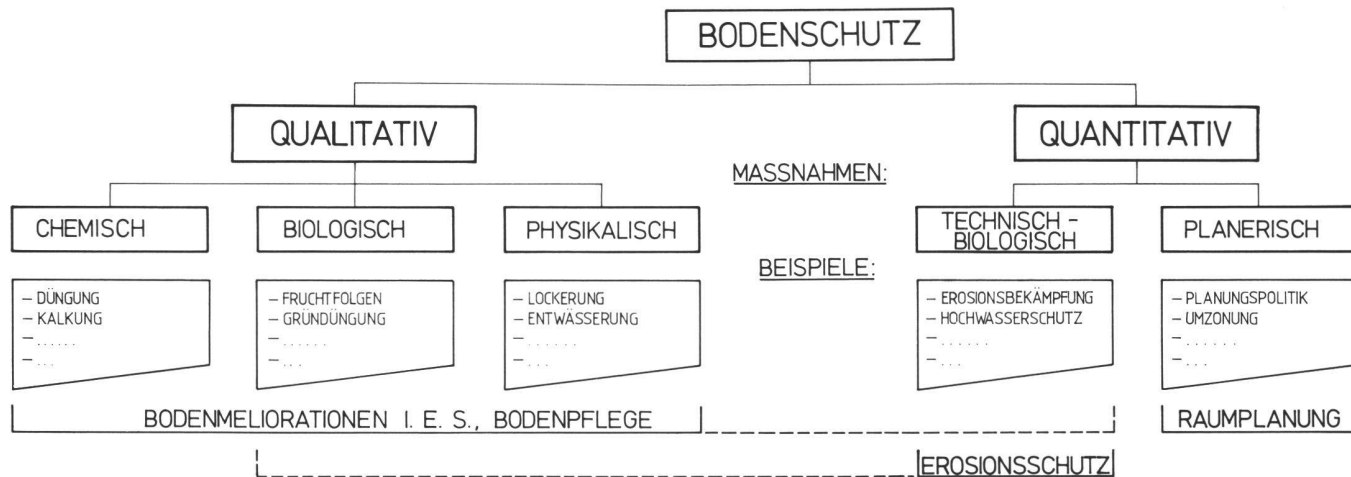 BODENSCHUTZ
QUALITATIV
QUANTITATIV
MASSNAHMEN:
CHEMISCH
BIOLOGISCH
PHYSIKALISCH
TECHNISCH -
BIOLOGISCH
PLANERISCH
BEISPIELE:
– DÜNGUNG
– KALKUNG
– . . . . . .
– . . .
– FRUCHTFOLGEN
– GRÜNDÜNGUNG
– . . . . . .
– . . .
– LOCKERUNG
– ENTWÄSSERUNG
– . . . . . .
– . . .
– EROSIONSBEKÄMPFUNG
– HOCHWASSERSCHUTZ
– . . . . . .
– . . .
– PLANUNGSPOLITIK
– UMZONUNG
– . . . . . .
– . . .
BODENMELIORATIONEN I. E. S., BODENPFLEGE
RAUMPLANUNG
EROSIONSSCHUTZ